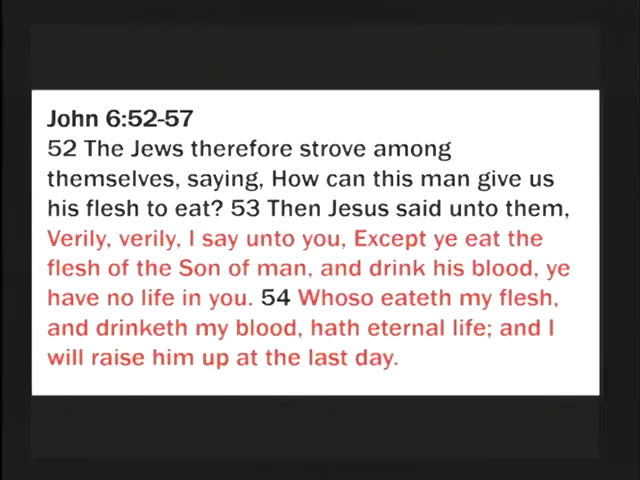 John 6:52-57
52 The Jews therefore strove among
themselves, saying, How can this man give us
his flesh to eat? 53 Then Jesus said unto them,
Verily, verily, I say unto you, Except ye eat the
flesh of the Son of man, and drink his blood, ye
have no life in you. 54 Whoso eateth my flesh,
and drinketh my blood, hath eternal life; and I
will raise him up at the last day.